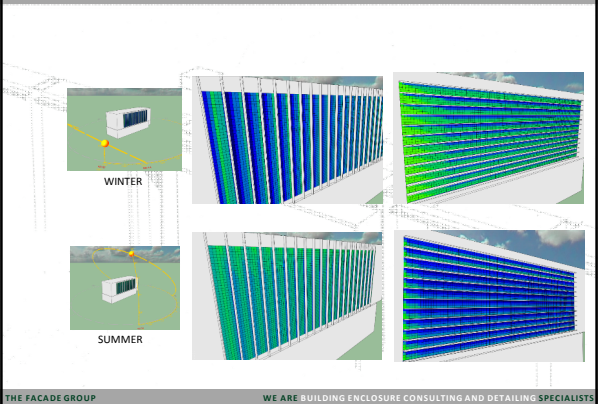 WINTER
SUMMER
THE FACADE GROUP
WE ARE BUILDING ENCLOSURE CONSULTING AND DETAILING SPECIALISTS